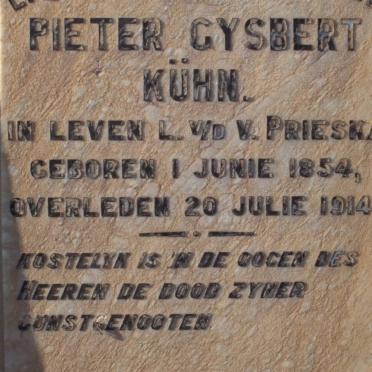 PIETER GYSBERT
KÜHN.
IN LEVEN L. V/D V. PRIESKA
GEBOREN 1 JUNIE 1854,
OVERLEDEN 20 JULIE 1914
KOSTELYK IS 'N DE OOGEN DES
HEEREN DE DOOD ZYNER
GUNSTGENOOTEN